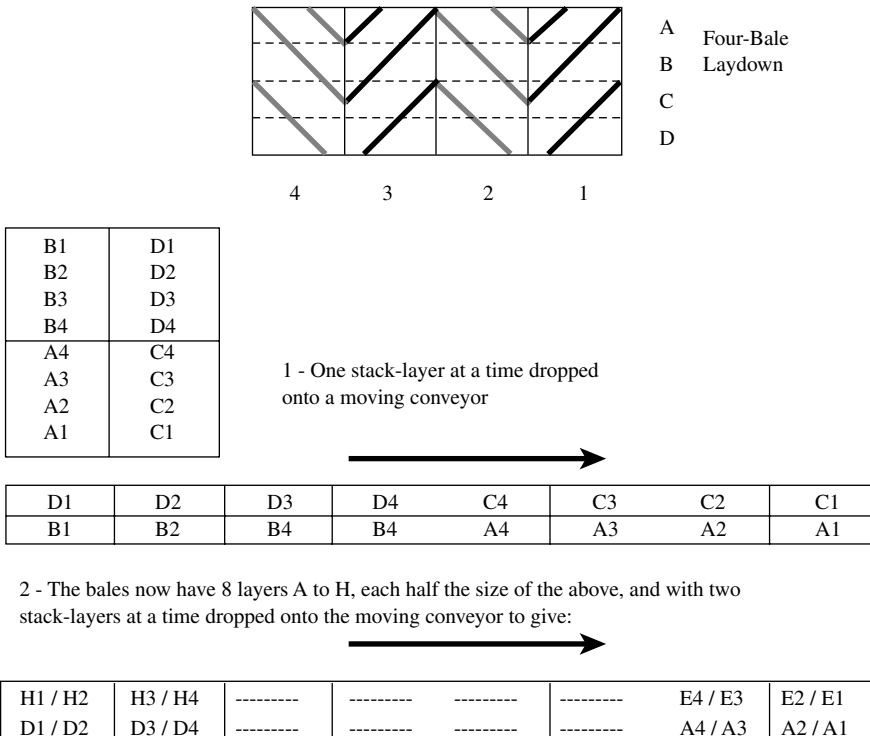 A
Four-Bale
B
Laydown
C
D
4 3 2 1
B1 D1
B2 D2
B3 D3
B4 D4
A4 C4
A3 C3
A2 C2
A1 C1
1 - One stack-layer at a time dropped
onto a moving conveyor
D1 D2 D3 D4 C4 C3 C2 C1
B1 B2 B4 B4 A4 A3 A2 A1
2 - The bales now have 8 layers A to H, each half the size of the above, and with two
stack-layers at a time dropped onto the moving conveyor to give:
H1 / H2 H3 / H4 --------- --------- --------- --------- E4 / E3 E2 / E1
D1 / D2 D3 / D4 --------- --------- --------- --------- A4 / A3 A2 / A1